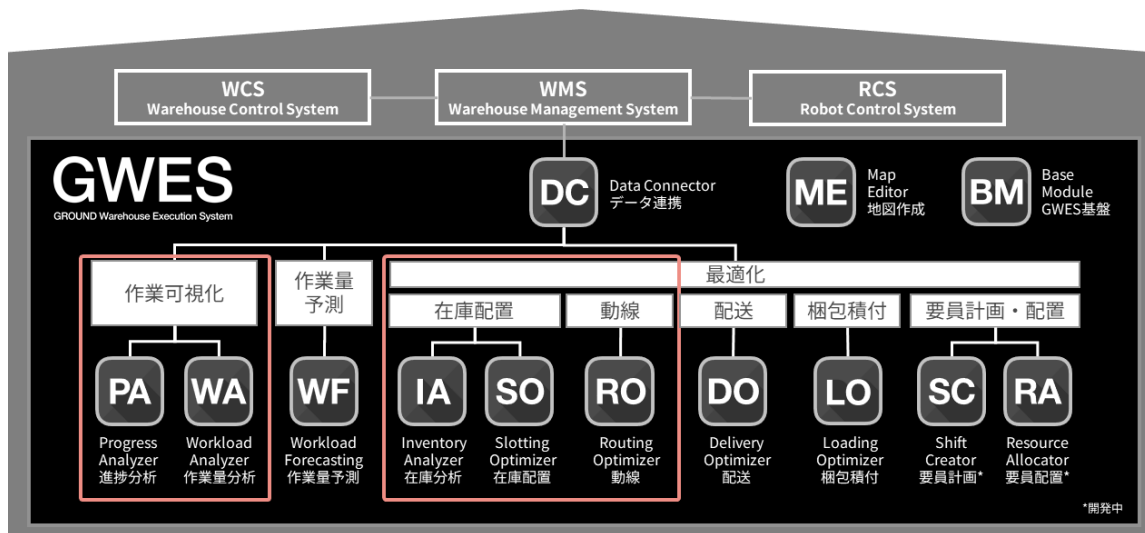 WCS
Warehouse Control System
WMS
Warehouse Management System
RCS
Robot Control System
GWES
GROUND Warehouse Execution System
DC
Data Connector
データ連携
ME
Map
Editor
地図作成
BM
Base
Module
GWES基盤
作業可視化
作業量
予測
最適化
在庫配置
動線
配送
梱包積付
要員計画・配置
PA
Progress
Analyzer
進捗分析
WA
Workload
Analyzer
作業量分析
WF
Workload
Forecasting
作業量予測
IA
Inventory
Analyzer
在庫分析
SO
Slotting
Optimizer
在庫配置
RO
Routing
Optimizer
動線
DO
Delivery
Optimizer
配送
LO
Loading
Optimizer
梱包積付
SC
Shift
Creator
要員計画*
RA
Resource
Allocator
要員配置*
*開発中